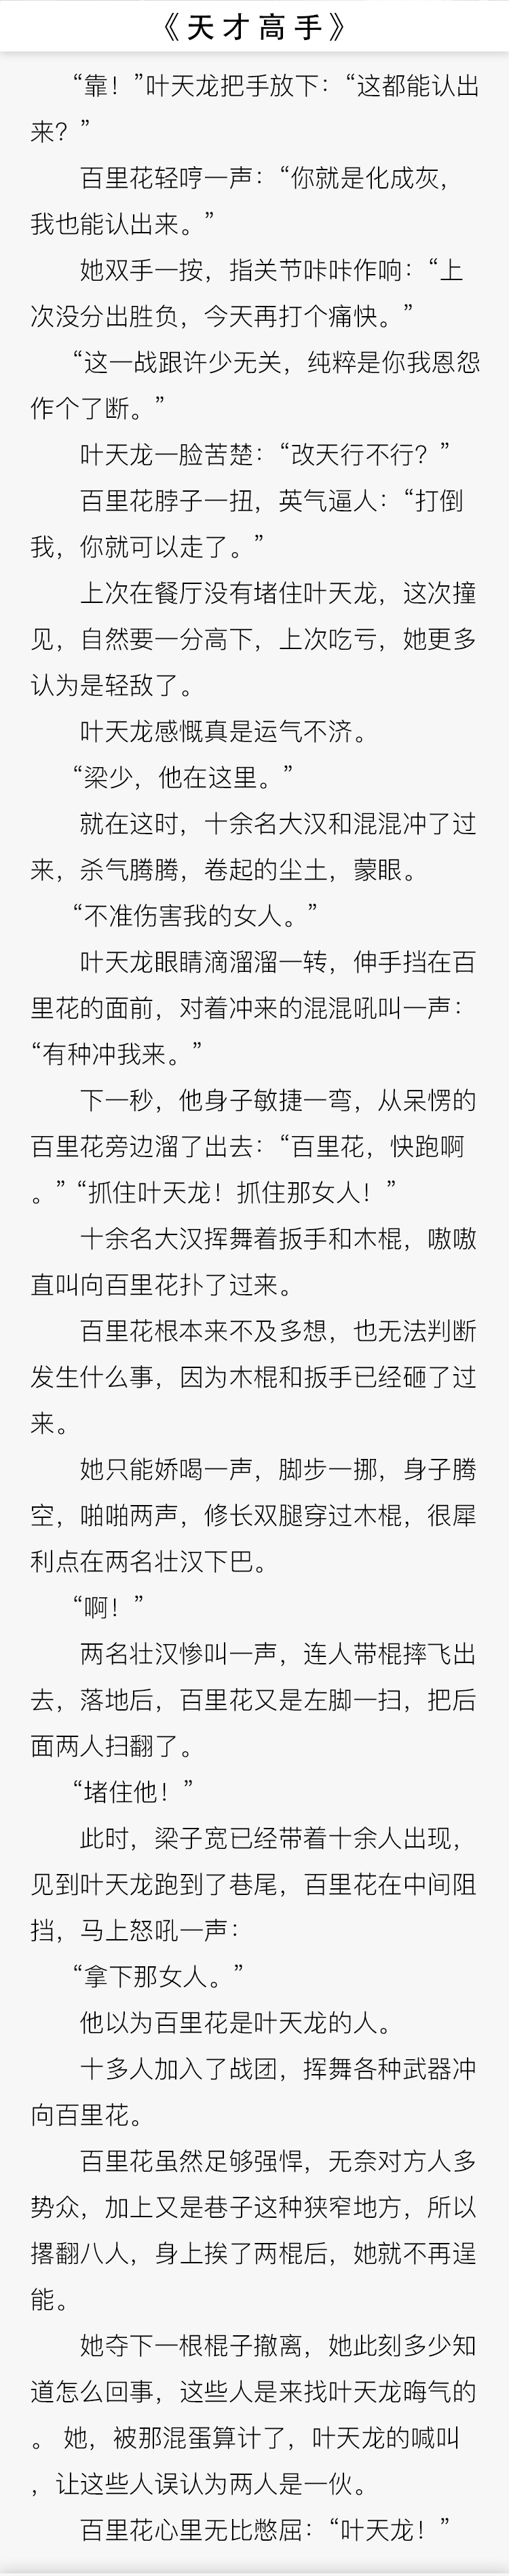 《天才高手》
“靠！”叶天龙把手放下：“这都能认出
来？”
百里花轻哼一声：“你就是化成灰，
我也能认出来。”
她双手一按，指关节咔咔作响：“上
次没分出胜负，今天再打个痛快。”
“这一战跟许少无关，纯粹是你我恩怨
作个了断。”
叶天龙一脸苦楚：“改天行不行？”
百里花脖子一扭，英气逼人：“打倒
我，你就可以走了。”
上次在餐厅没有堵住叶天龙，这次撞
见，自然要一分高下，上次吃亏，她更多
认为是轻敌了。
叶天龙感慨真是运气不济。
“梁少，他在这里。”
就在这时，十余名大汉和混混冲了过
来，杀气腾腾，卷起的尘土，蒙眼。
“不准伤害我的女人。”
叶天龙眼睛滴溜溜一转，伸手挡在百
里花的面前，对着冲来的混混吼叫一声：
“有种冲我来。”
下一秒，他身子敏捷一弯，从呆愣的
百里花旁边溜了出去：“百里花，快跑啊
。” “抓住叶天龙！抓住那女人！”
十余名大汉挥舞着扳手和木棍，嗷嗷
直叫向百里花扑了过来。
百里花根本来不及多想，也无法判断
发生什么事，因为木棍和扳手已经砸了过
来。
她只能娇喝一声，脚步一挪，身子腾
空，啪啪两声，修长双腿穿过木棍，很犀
利点在两名壮汉下巴。
“啊！”
两名壮汉惨叫一声，连人带棍摔飞出
去，落地后，百里花又是左脚一扫，把后
面两人扫翻了。
“堵住他！”
此时，梁子宽已经带着十余人出现，
见到叶天龙跑到了巷尾，百里花在中间阻
挡，马上怒吼一声：
“拿下那女人。”
他以为百里花是叶天龙的人。
十多人加入了战团，挥舞各种武器冲
向百里花。
百里花虽然足够强悍，无奈对方人多
势众，加上又是巷子这种狭窄地方，所以
撂翻八人，身上挨了两棍后，她就不再逞
能。
她夺下一根棍子撤离，她此刻多少知
道怎么回事，这些人是来找叶天龙晦气的
。 她，被那混蛋算计了，叶天龙的喊叫
，让这些人误认为两人是一伙。
百里花心里无比憋屈：“叶天龙！”